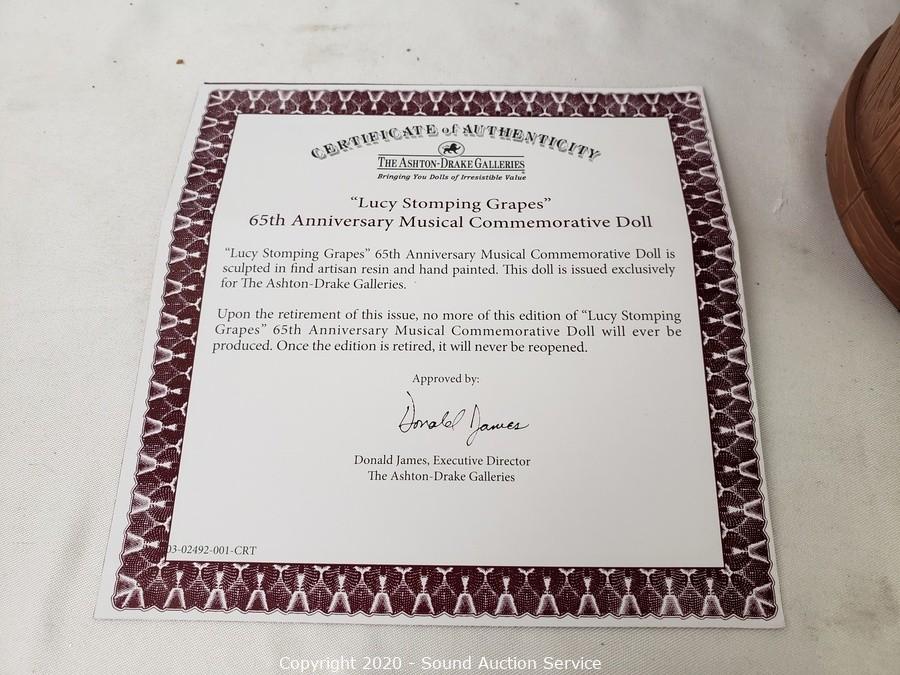 CERTIFICATE of AUTHENTICITY
THE ASHTON-DRAKE GALLERIES
Bringing You Dolls of Irresistible Value
“Lucy Stomping Grapes”
65th Anniversary Musical Commemorative Doll
“Lucy Stomping Grapes” 65th Anniversary Musical Commemorative Doll is
sculpted in find artisan resin and hand painted. This doll is issued exclusively
for The Ashton-Drake Galleries.
Upon the retirement of this issue, no more of this edition of “Lucy Stomping
Grapes” 65th Anniversary Musical Commemorative Doll will ever be
produced. Once the edition is retired, it will never be reopened.
Approved by:
Donald James
Donald James, Executive Director
The Ashton-Drake Galleries
03-02492-001-CRT
Copyright 2020 - Sound Auction Service